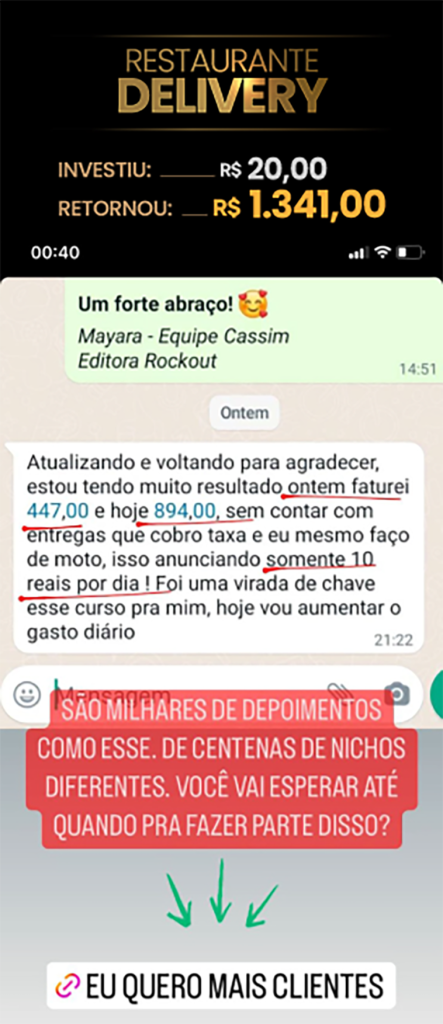 RESTAURANTE
DELIVERY
INVESTIU: R$ 20,00
RETORNOU: R$ 1.341,00
00:40
Um forte abraço! 🥰
Mayara - Equipe Cassim
Editora Rockout
14:51
Ontem
Atualizando e voltando para agradecer,
estou tendo muito resultado ontem faturei
447,00 e hoje 894,00, sem contar com
entregas que cobro taxa e eu mesmo faço
de moto, isso anunciando somente 10
reais por dia ! Foi uma virada de chave
esse curso pra mim, hoje vou aumentar o
gasto diário
21:22
Mensagem
SÃO MILHARES DE DEPOIMENTOS
COMO ESSE. DE CENTENAS DE NICHOS
DIFERENTES. VOCÊ VAI ESPERAR ATÉ
QUANDO PRA FAZER PARTE DISSO?
EU QUERO MAIS CLIENTES